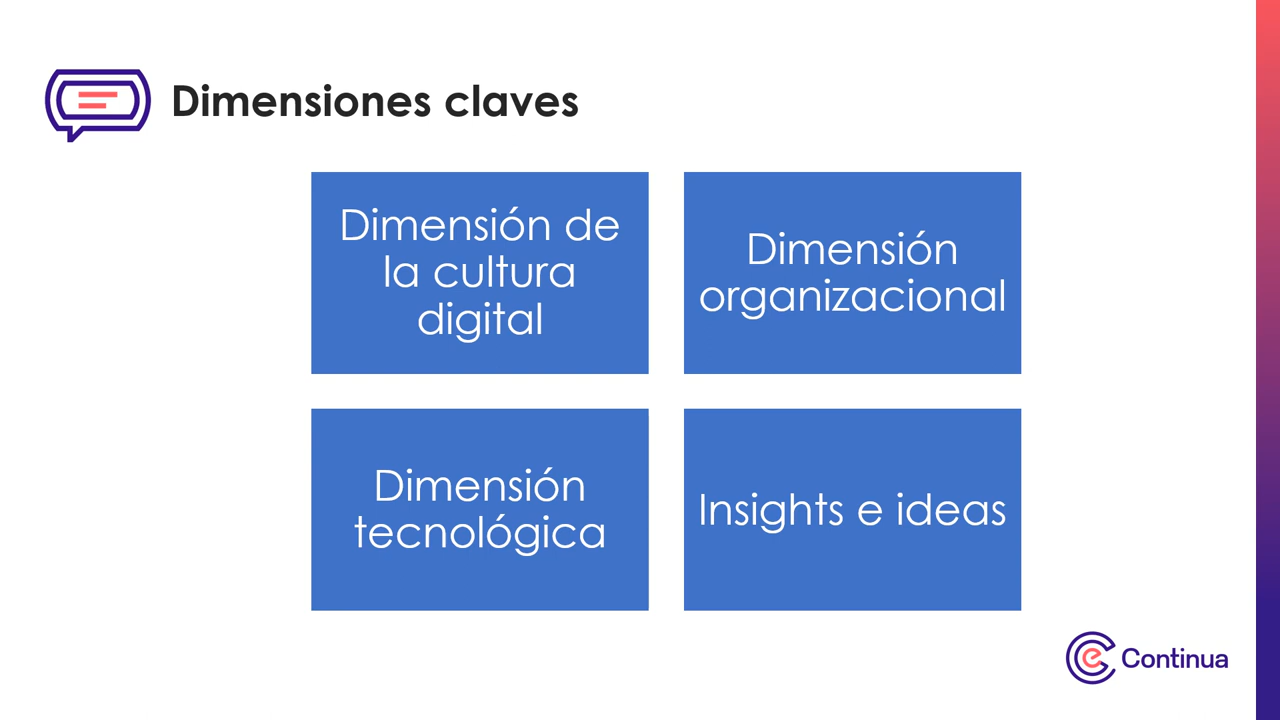 Dimensiones claves
Dimensión de
la cultura
digital
Dimensión
organizacional
Dimensión
tecnológica
Insights e ideas
e Continua